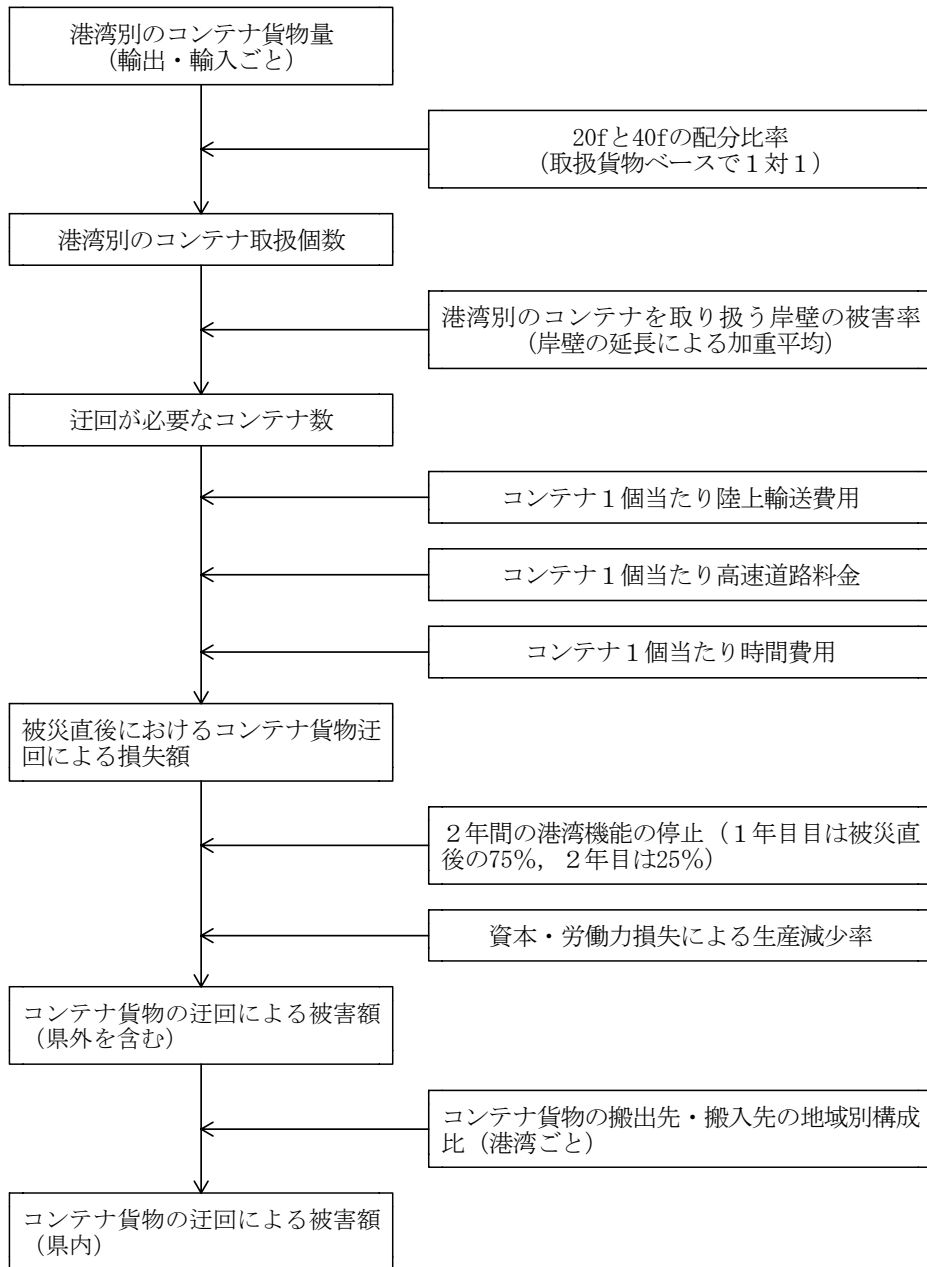 港湾別のコンテナ貨物量
（輸出・輸入ごと）
20fと40fの配分比率
（取扱貨物ベースで１対１）
港湾別のコンテナ取扱個数
港湾別のコンテナを取り扱う岸壁の被害率
（岸壁の延長による加重平均）
迂回が必要なコンテナ数
コンテナ１個当たり陸上輸送費用
コンテナ１個当たり高速道路料金
コンテナ１個当たり時間費用
被災直後におけるコンテナ貨物迂
回による損失額
２年間の港湾機能の停止（１年目目は被災直
後の75%，２年目は25%）
資本・労働力損失による生産減少率
コンテナ貨物の迂回による被害額
（県外を含む）
コンテナ貨物の搬出先・搬入先の地域別構成
比（港湾ごと）
コンテナ貨物の迂回による被害額
（県内）